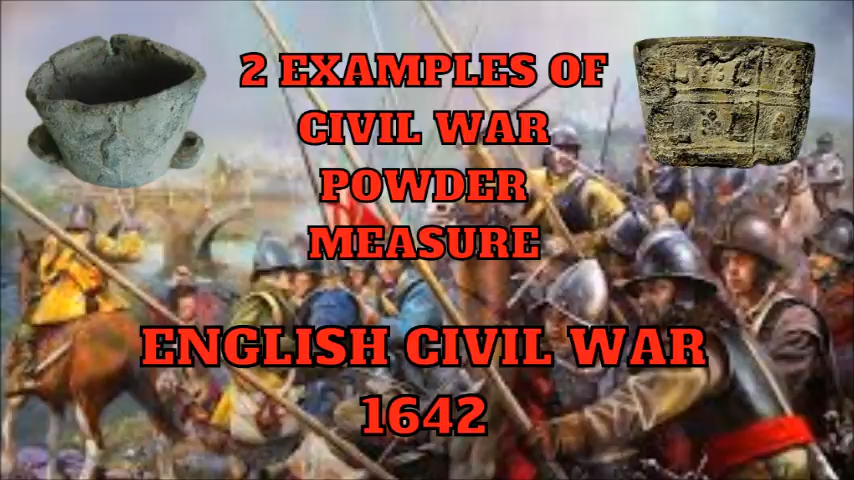 2 EXAMPLES OF
CIVIL WAR
POWDER
MEASURE
ENGLISH CIVIL WAR
1642